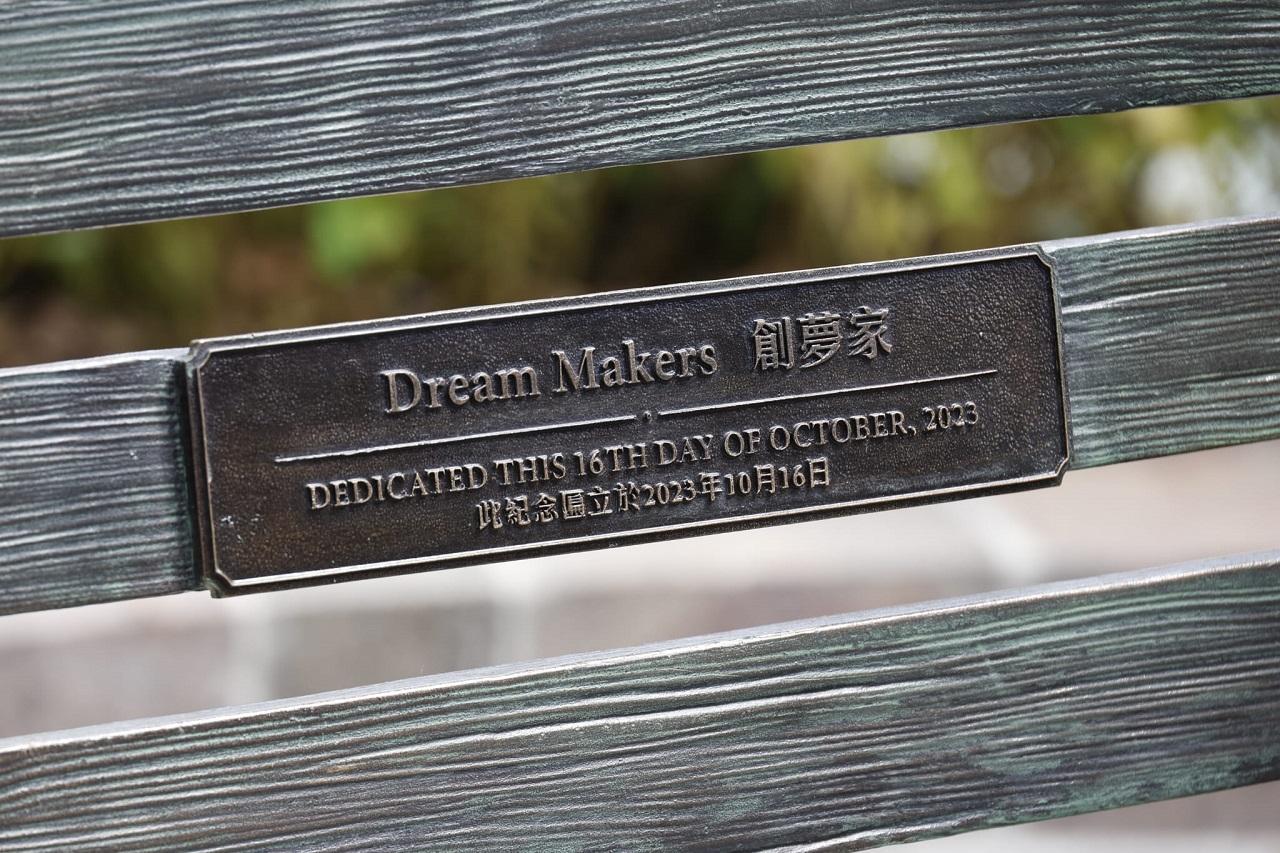 Dream Makers 創夢家
DEDICATED THIS 16TH DAY OF OCTOBER, 2023
此紀念匾立於2023年10月16日